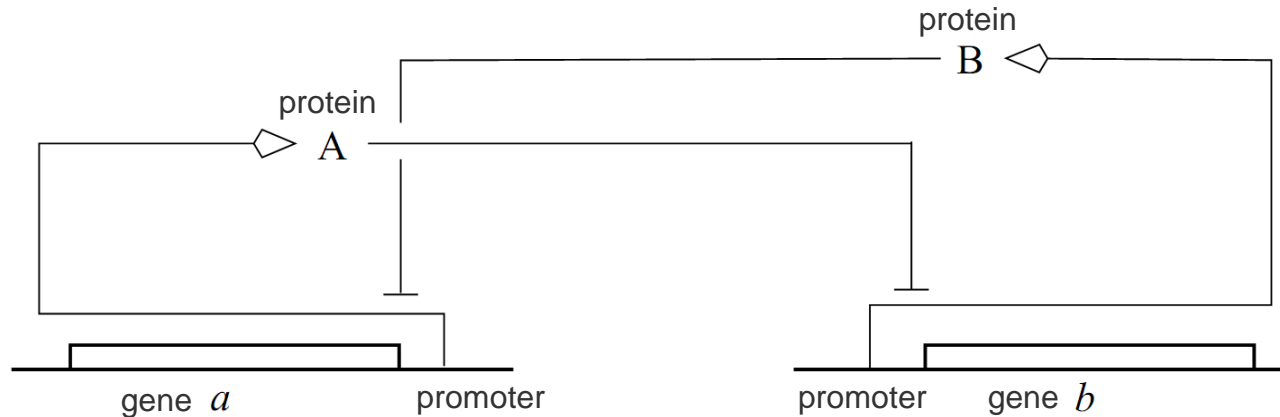 protein
B
protein
A
gene a
promoter
promoter
gene b